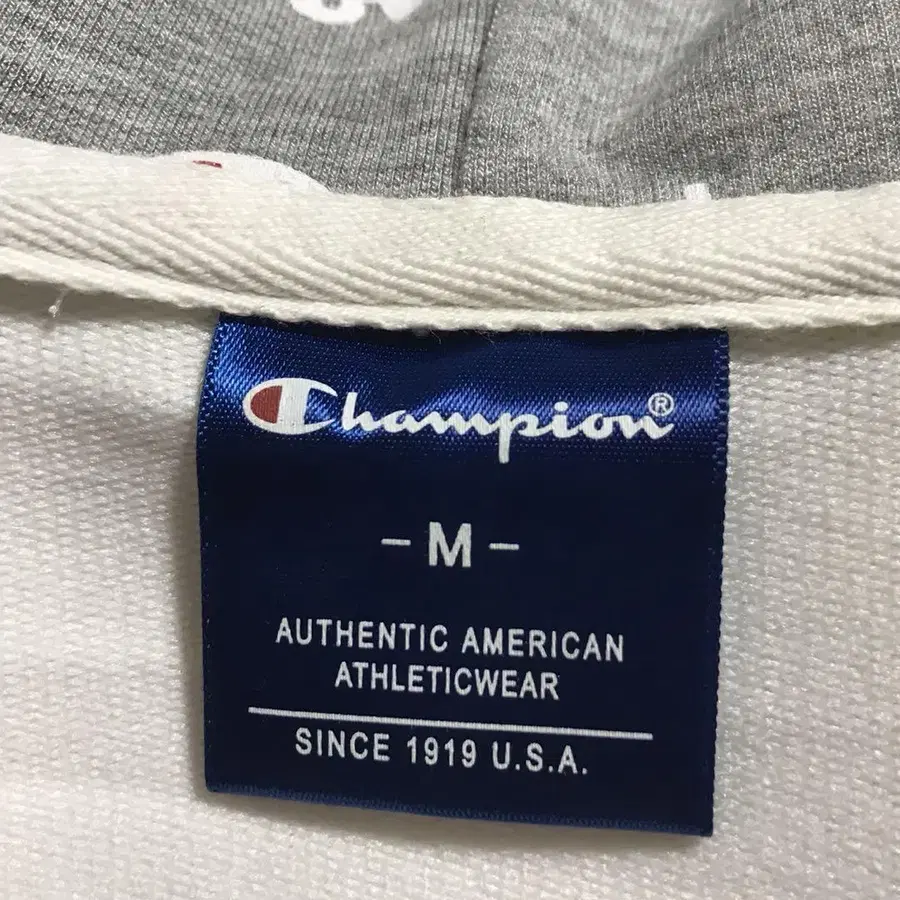 Champion®
- M -
AUTHENTIC AMERICAN
ATHLETICWEAR
SINCE 1919 U.S.A.